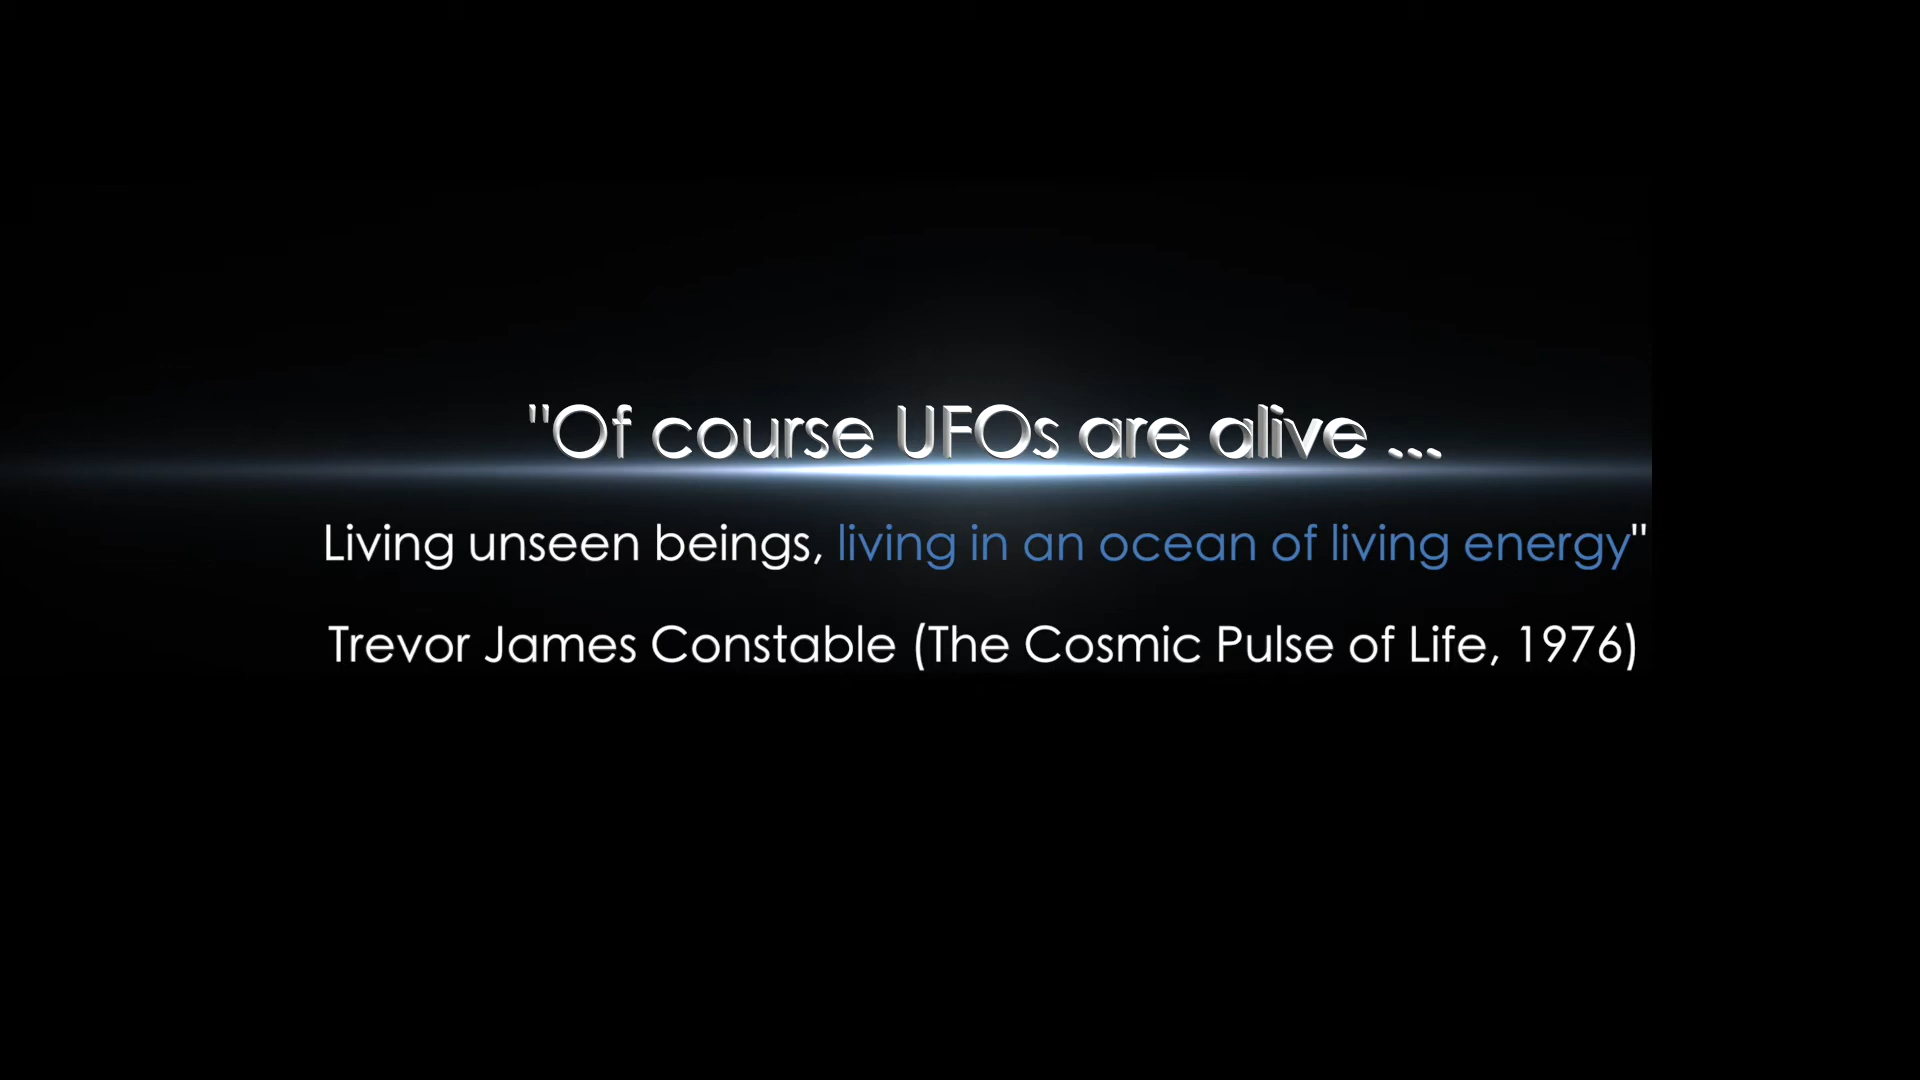 "Of course UFOs are alive ...
Living unseen beings, living in an ocean of living energy"
Trevor James Constable (The Cosmic Pulse of Life, 1976)